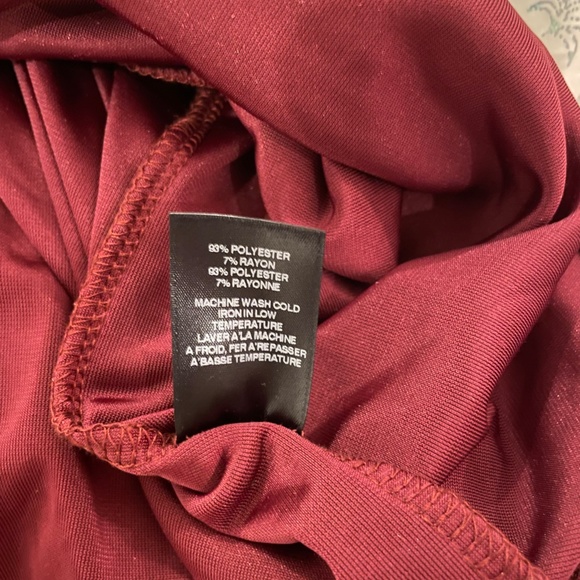 93% POLYESTER
7% RAYON
93% POLYESTER
7% RAYONNE
MACHINE WASH COLD
IRON IN LOW
TEMPERATURE
LAVER A'LA MACHINE
A FROID, FER A'REPASSER
A'BASSE TEMPERATURE